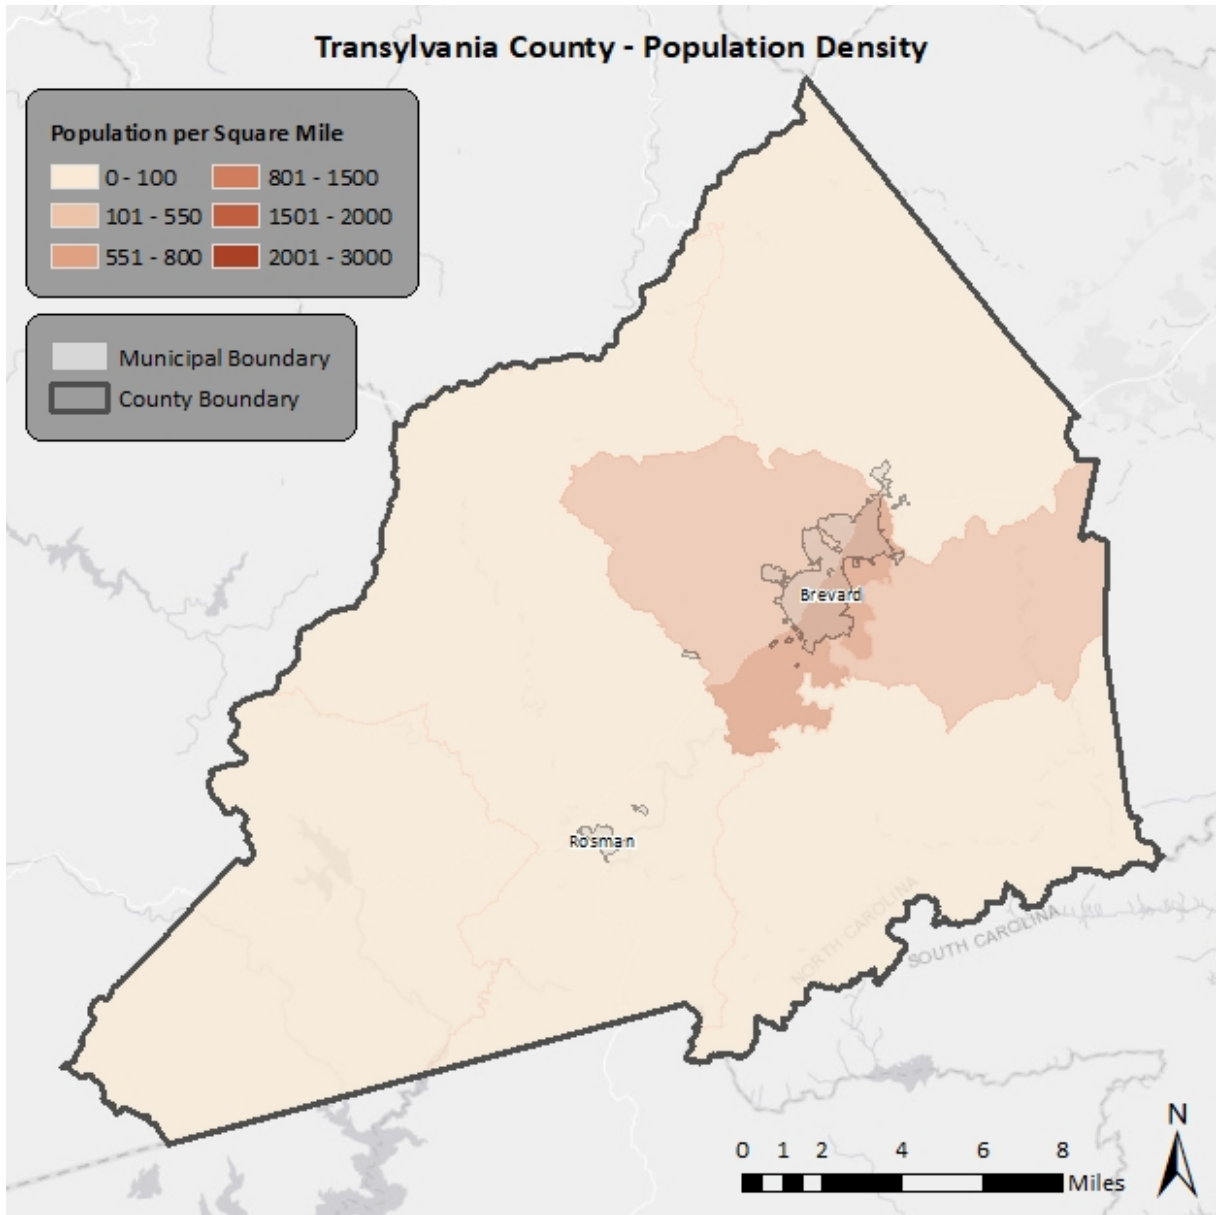 Transylvania County - Population Density
Population per Square Mile
0 - 100
801 - 1500
101 - 550
1501 - 2000
551 - 800
2001 - 3000
Municipal Boundary
County Boundary
Brevard
Rosman
NORTH CAROLINA
SOUTH CAROLINA
N
0 1 2 4 6 8
Miles